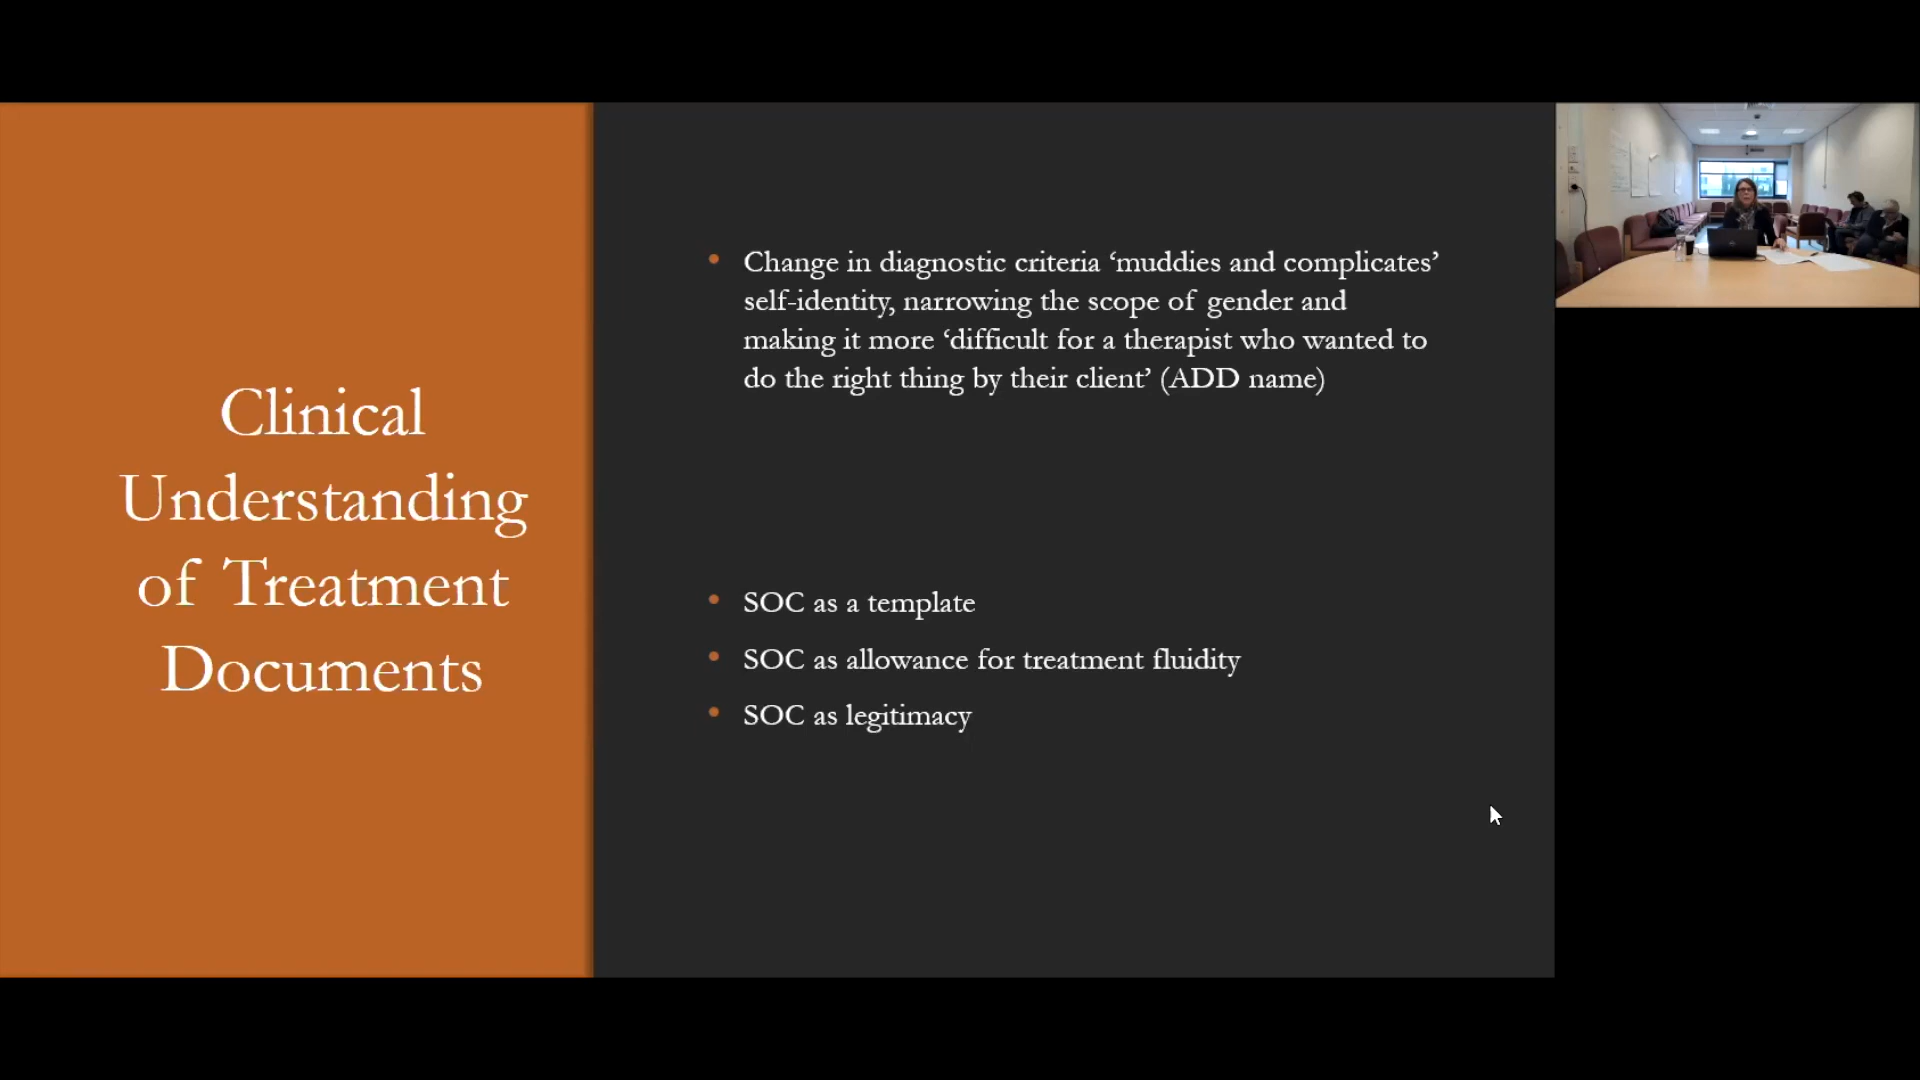 Clinical
Understanding
of Treatment
Documents
• Change in diagnostic criteria ‘muddies and complicates’
self-identity, narrowing the scope of gender and
making it more ‘difficult for a therapist who wanted to
do the right thing by their client’ (ADD name)
• SOC as a template
• SOC as allowance for treatment fluidity
• SOC as legitimacy